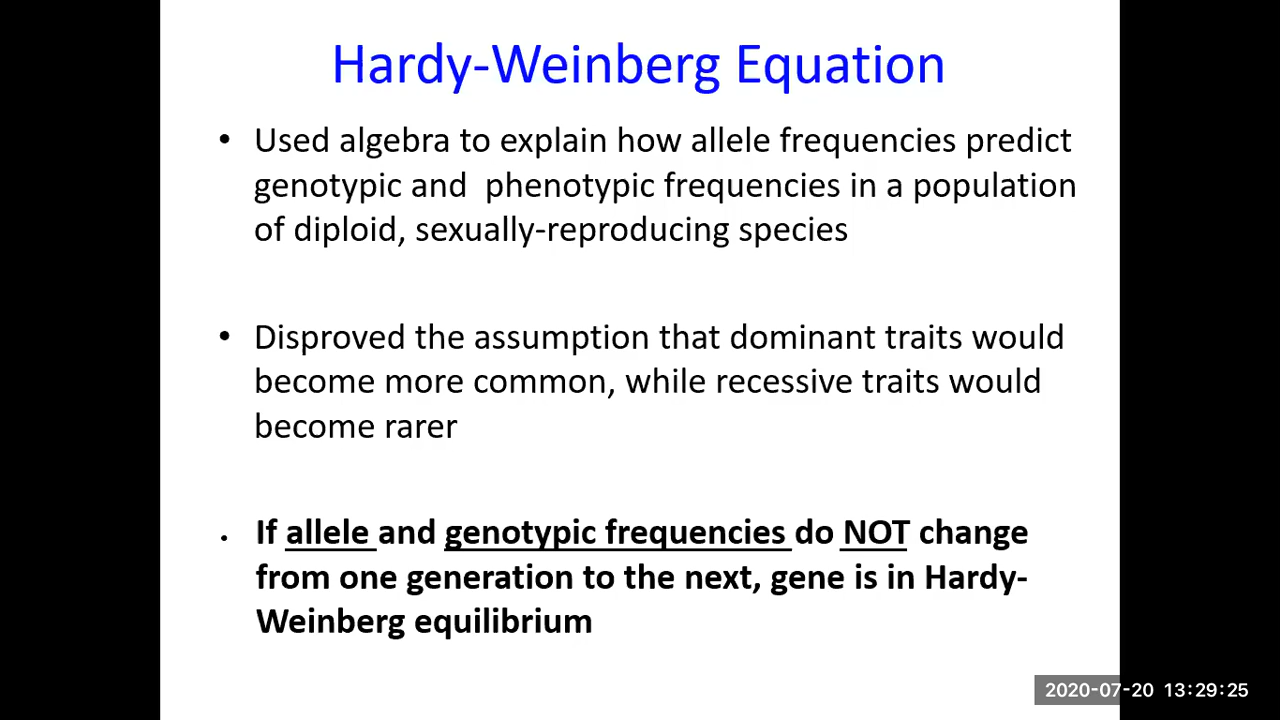 Hardy-Weinberg Equation
• Used algebra to explain how allele frequencies predict
genotypic and  phenotypic frequencies in a population
of diploid, sexually-reproducing species
• Disproved the assumption that dominant traits would
become more common, while recessive traits would
become rarer
• If allele and genotypic frequencies do NOT change
from one generation to the next, gene is in Hardy-
Weinberg equilibrium
2020-07-20 13:29:25